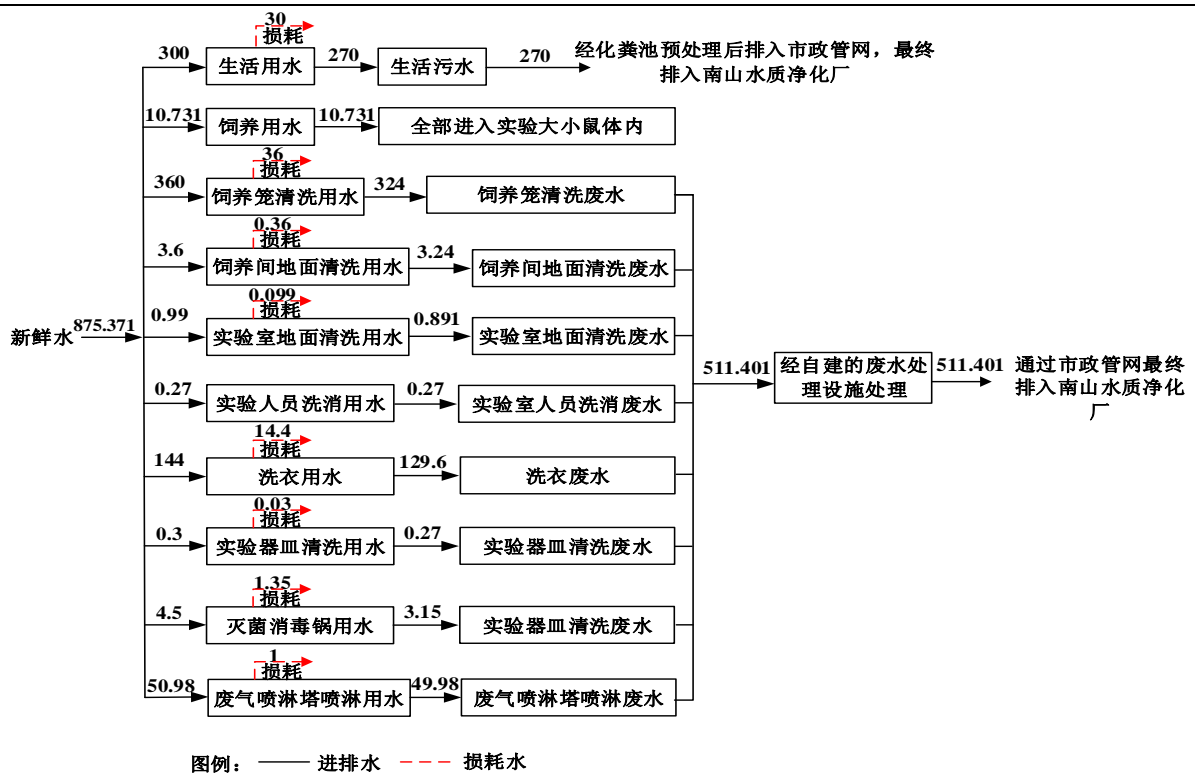 30
损耗
300
生活用水
270
生活污水
270
经化粪池预处理后排入市政管网，最终
排入南山水质净化厂
10.731
饲养用水
10.731
全部进入实验大小鼠体内
36
损耗
360
饲养笼清洗用水
324
饲养笼清洗废水
0.36
损耗
3.6
饲养间地面清洗用水
3.24
饲养间地面清洗废水
0.099
损耗
新鲜水
875.371
0.99
实验室地面清洗用水
0.891
实验室地面清洗废水
511.401
经自建的废水处
理设施处理
511.401
通过市政管网最终
排入南山水质净化
厂
0.27
实验人员洗消用水
0.27
实验室人员洗消废水
14.4
损耗
144
洗衣用水
129.6
洗衣废水
0.03
损耗
0.3
实验器皿清洗用水
0.27
实验器皿清洗废水
1.35
损耗
4.5
灭菌消毒锅用水
3.15
实验器皿清洗废水
1
损耗
50.98
废气喷淋塔喷淋用水
49.98
废气喷淋塔喷淋废水
图例： 进排水 损耗水